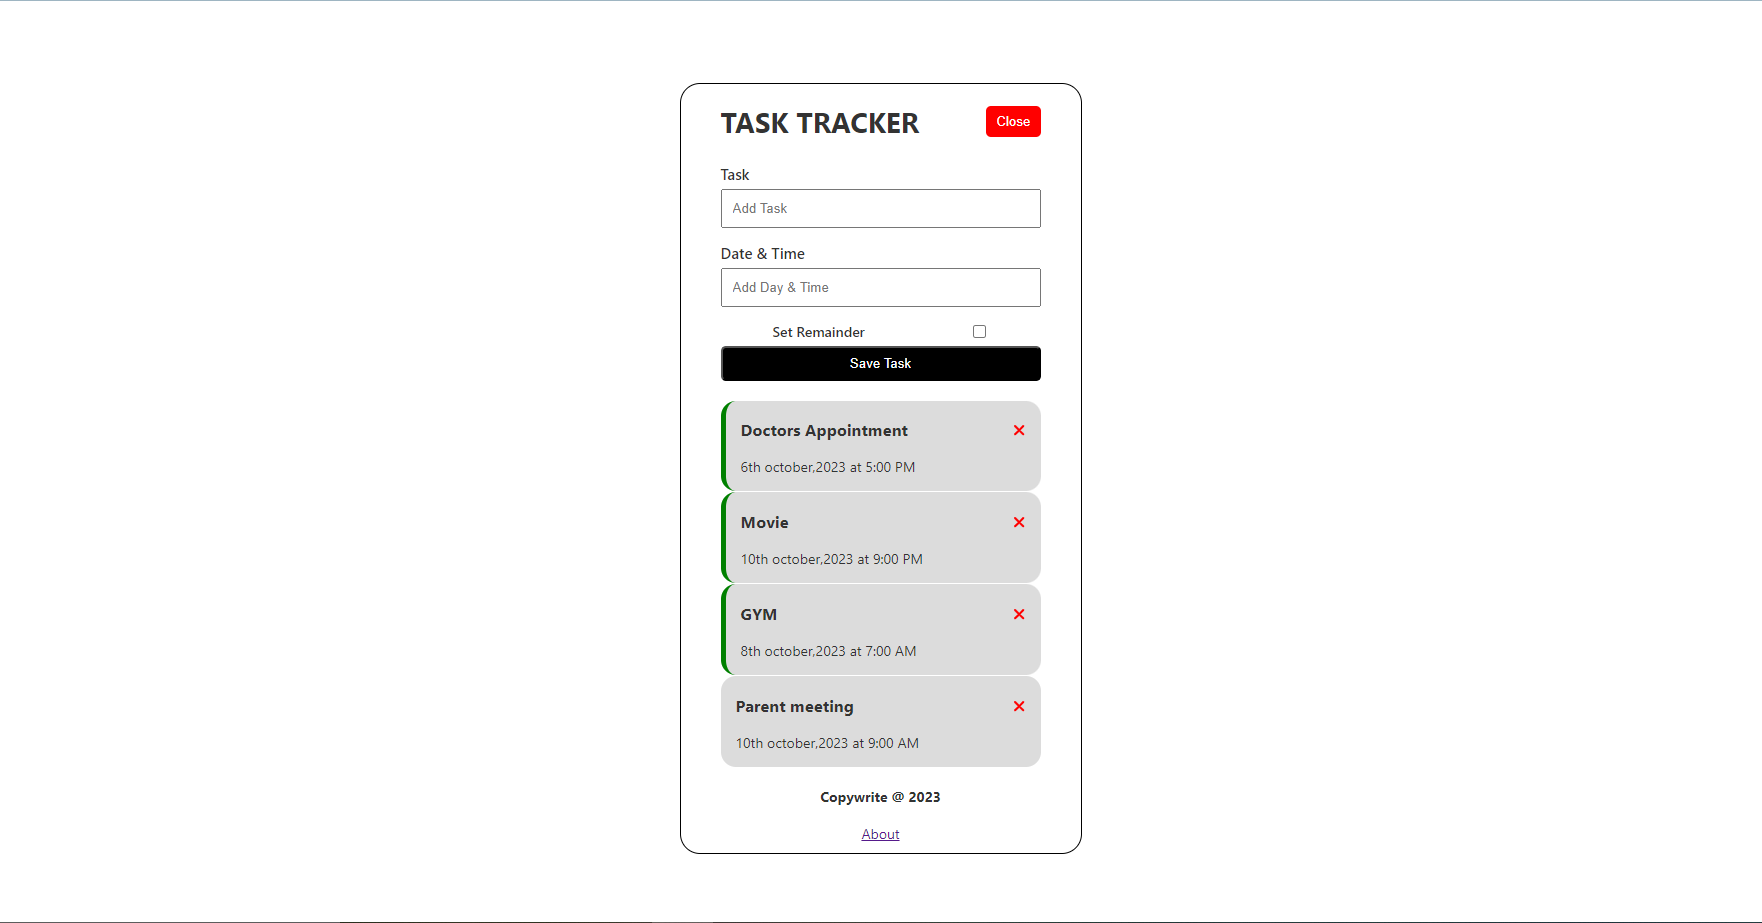 TASK TRACKER
Close
Task
Add Task
Date & Time
Add Day & Time
Set Remainder
Save Task
Doctors Appointment
6th october,2023 at 5:00 PM
Movie
10th october,2023 at 9:00 PM
GYM
8th october,2023 at 7:00 AM
Parent meeting
10th october,2023 at 9:00 AM
Copywrite @ 2023
About